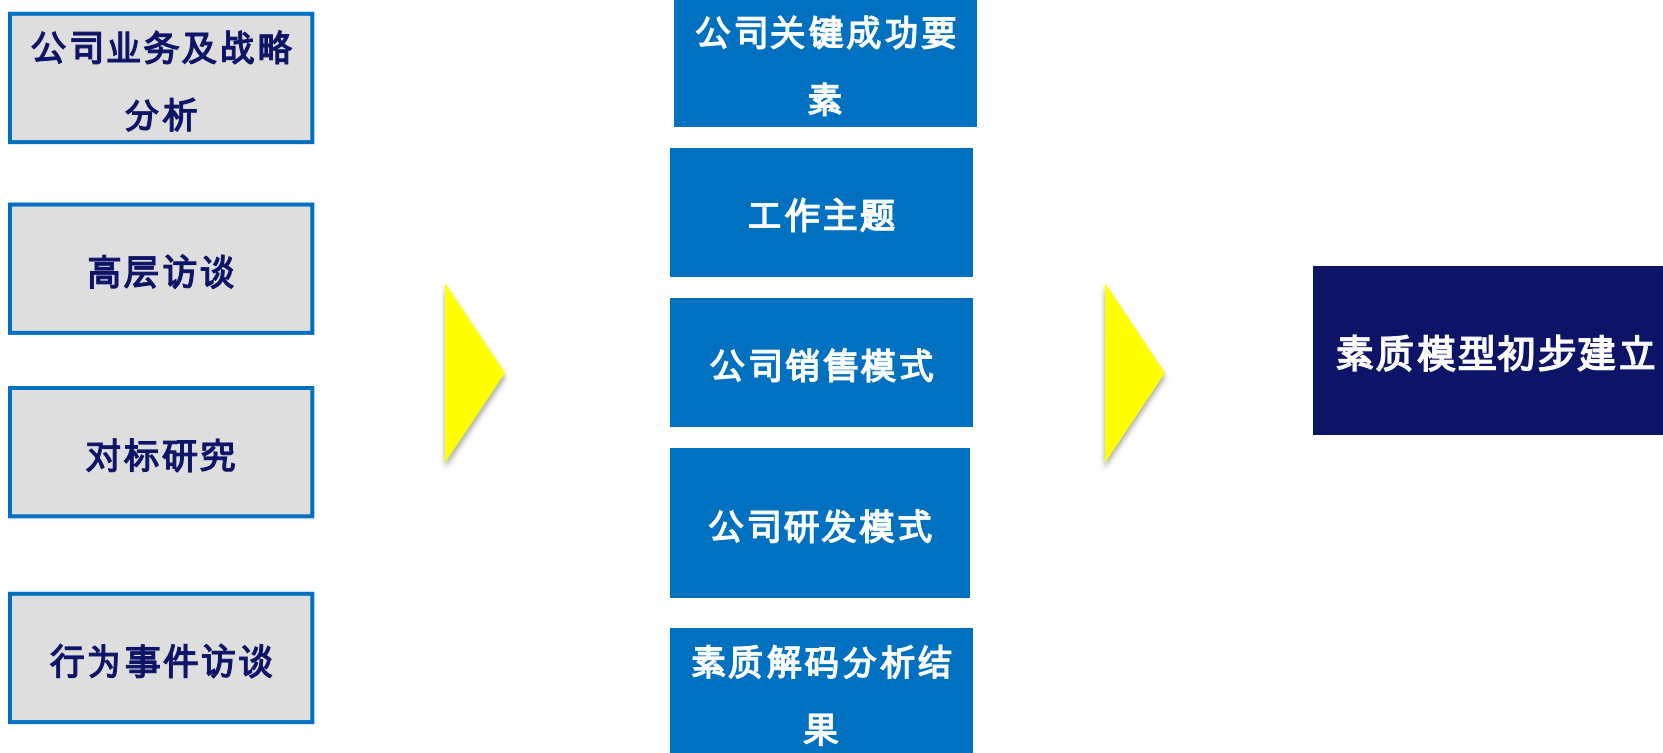 公司业务及战略
分析
高层访谈
对标研究
行为事件访谈
公司关键成功要
素
工作主题
公司销售模式
公司研发模式
素质解码分析结
果
素质模型初步建立